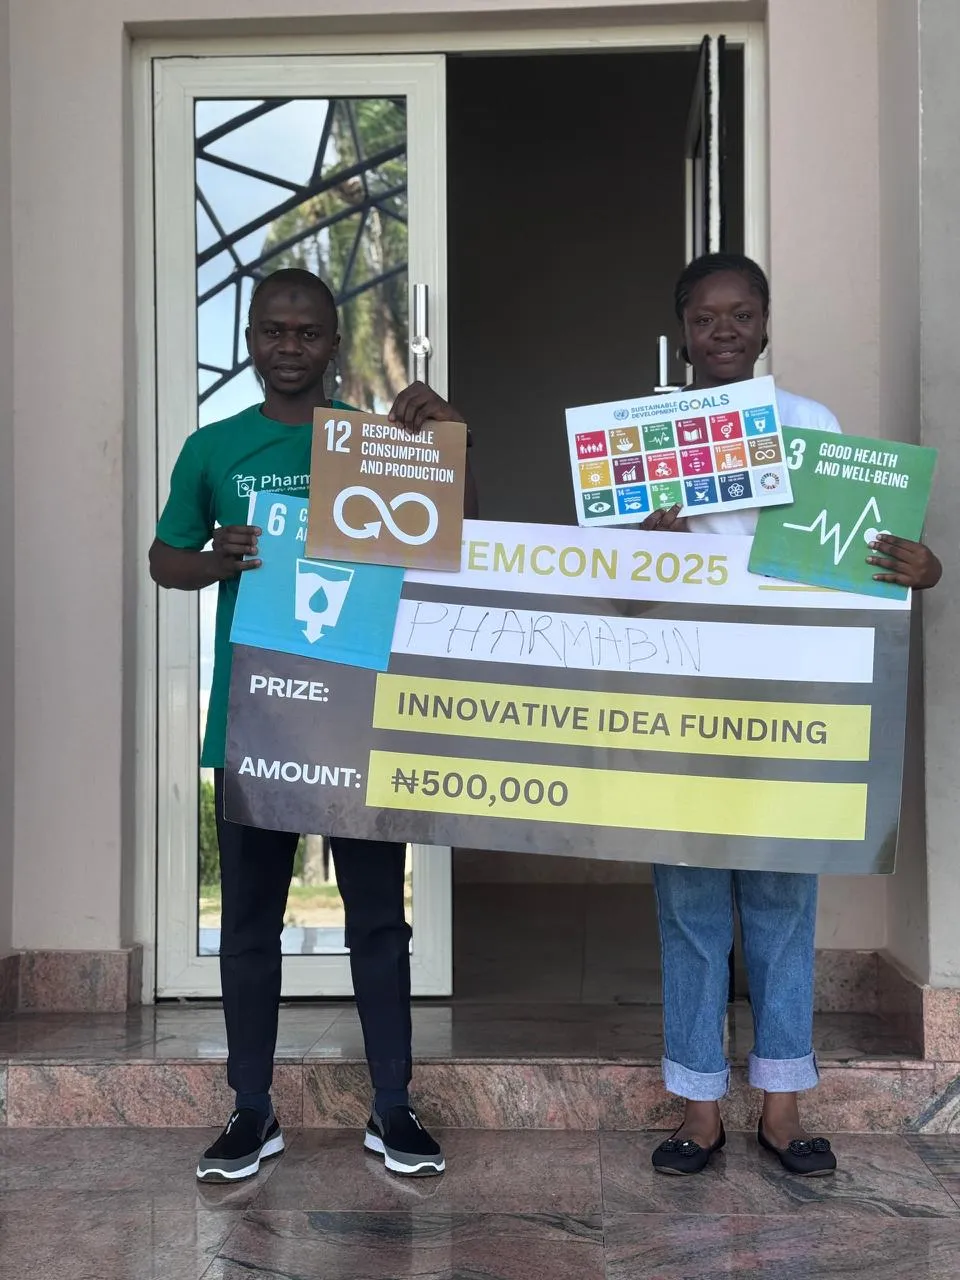 SUSTAINABLE
DEVELOPMENT GOALS
12 RESPONSIBLE
CONSUMPTION
AND PRODUCTION
3 GOOD HEALTH
AND WELL-BEING
Pharm
6
TEMCON 2025
PHARMABIN
PRIZE: INNOVATIVE IDEA FUNDING
AMOUNT: ₦500,000